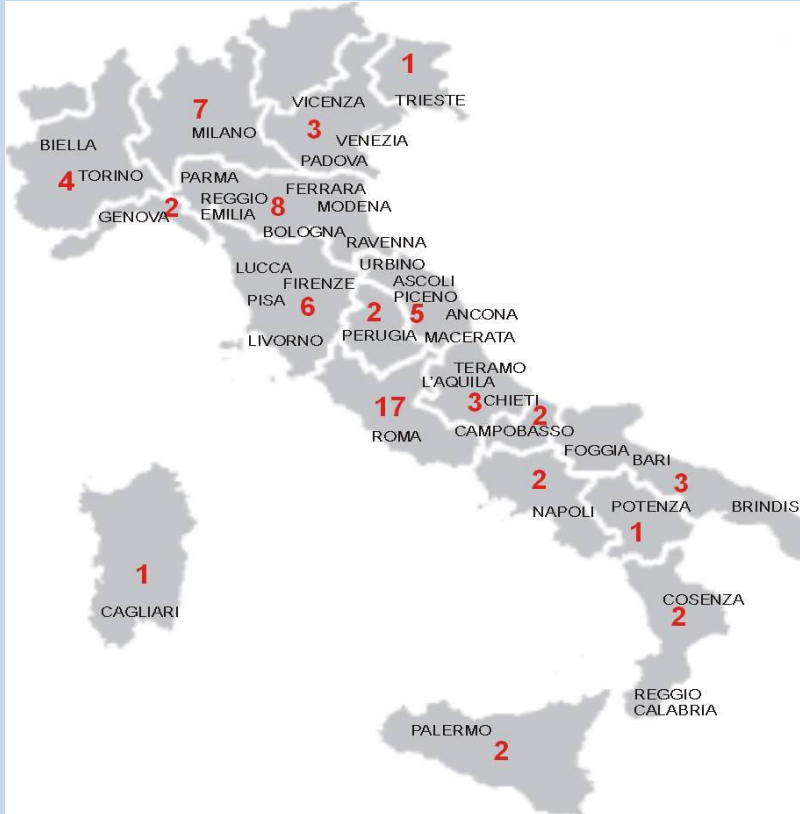 1
VICENZA
TRIESTE
7
MILANO
3
VENEZIA
BIELLA
PADOVA
4 TORINO
PARMA
FERRARA
REGGIO
EMILIA
8
MODENA
GENOVA
2
BOLOGNA
RAVENNA
LUCCA
URBINO
FIRENZE
ASCOLI
PICENO
PISA
6
2
5
ANCONA
LIVORNO
PERUGIA
MACERATA
TERAMO
L'AQUILA
3 CHIETI
17
2
ROMA
CAMPOBASSO
FOGGIA
BARI
2
3
NAPOLI
POTENZA
BRINDIS
1
1
CAGLIARI
COSENZA
2
REGGIO
CALABRIA
PALERMO
2